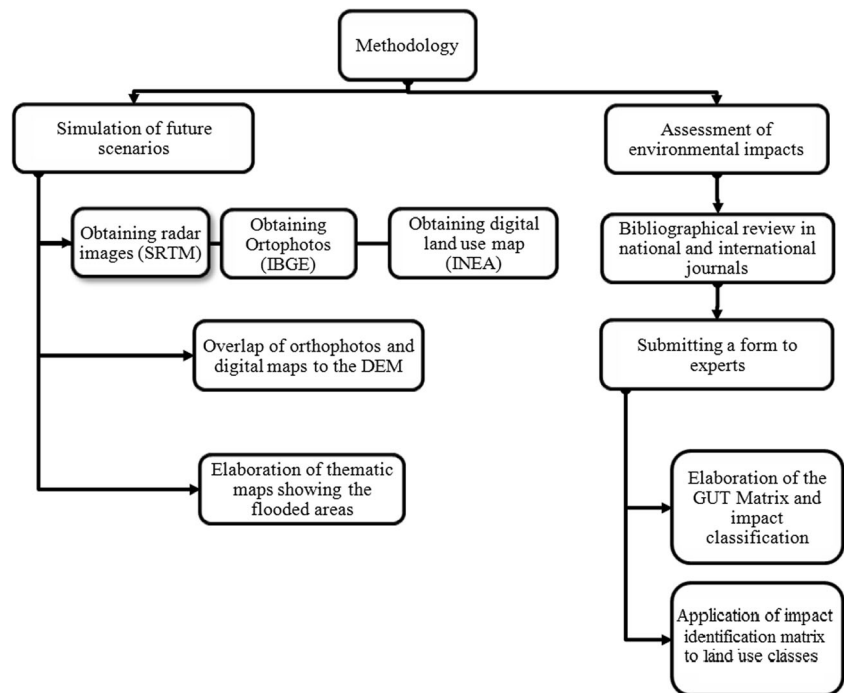 Methodology
Simulation of future
scenarios
Assessment of
environmental impacts
Obtaining radar
images (SRTM)
Obtaining
Ortophotos
(IBGE)
Obtaining digital
land use map
(INEA)
Bibliographical review in
national and international
journals
Overlap of orthophotos and
digital maps to the DEM
Submitting a form to
experts
Elaboration of thematic
maps showing the
flooded areas
Elaboration of the
GUT Matrix and
impact
classification
Application of impact
identification matrix
to land use classes